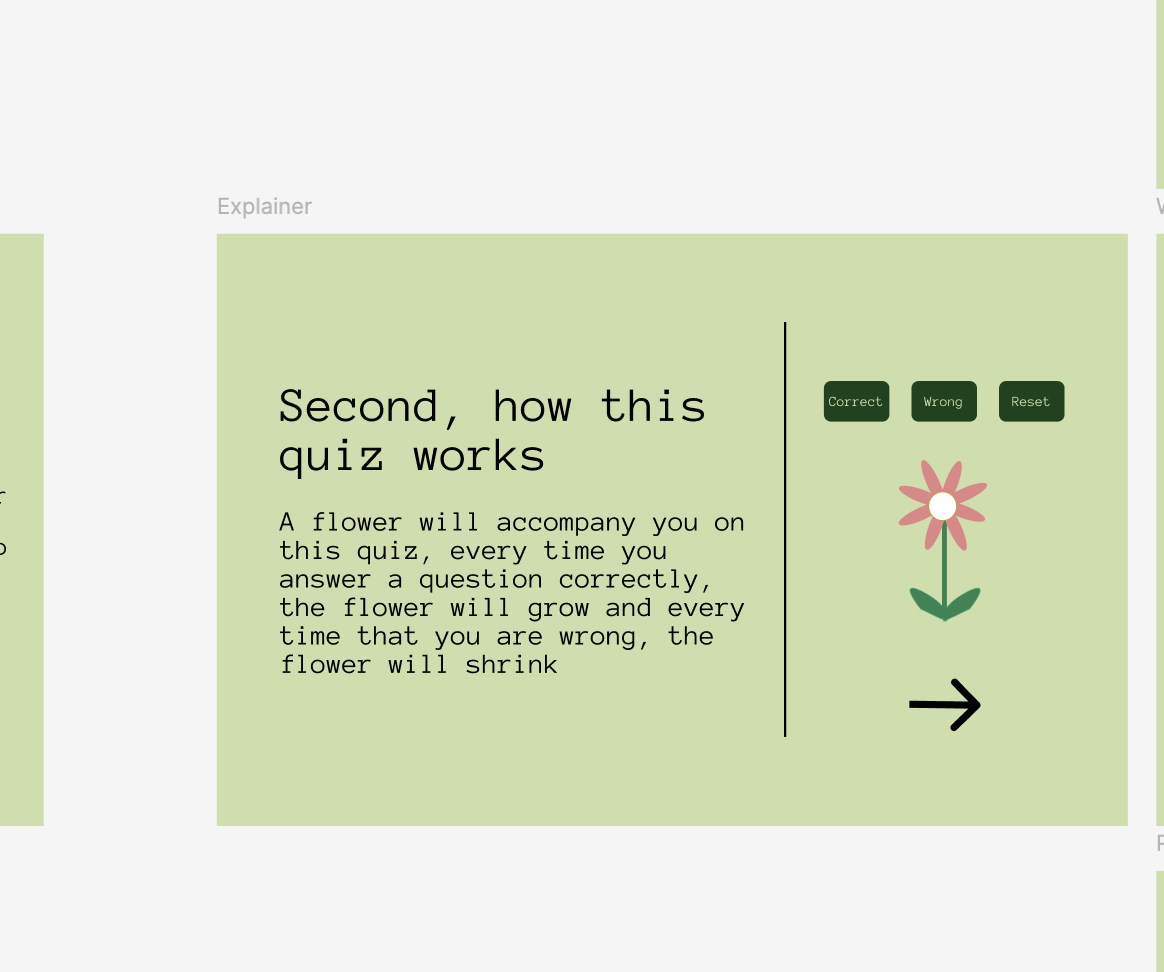 Explainer
Second, how this
quiz works
A flower will accompany you on
this quiz, every time you
answer a question correctly,
the flower will grow and every
time that you are wrong, the
flower will shrink
Correct
Wrong
Reset